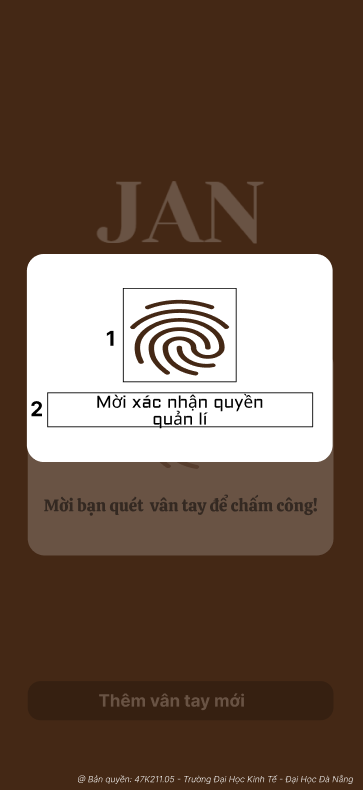 JAN
1
2
Mời xác nhận quyền
quản lí
Mời bạn quét vân tay để chấm công!
Thêm vân tay mới
@ Bản quyền: 47K211.05 - Trường Đại Học Kinh Tế - Đại Học Đà Nẵng